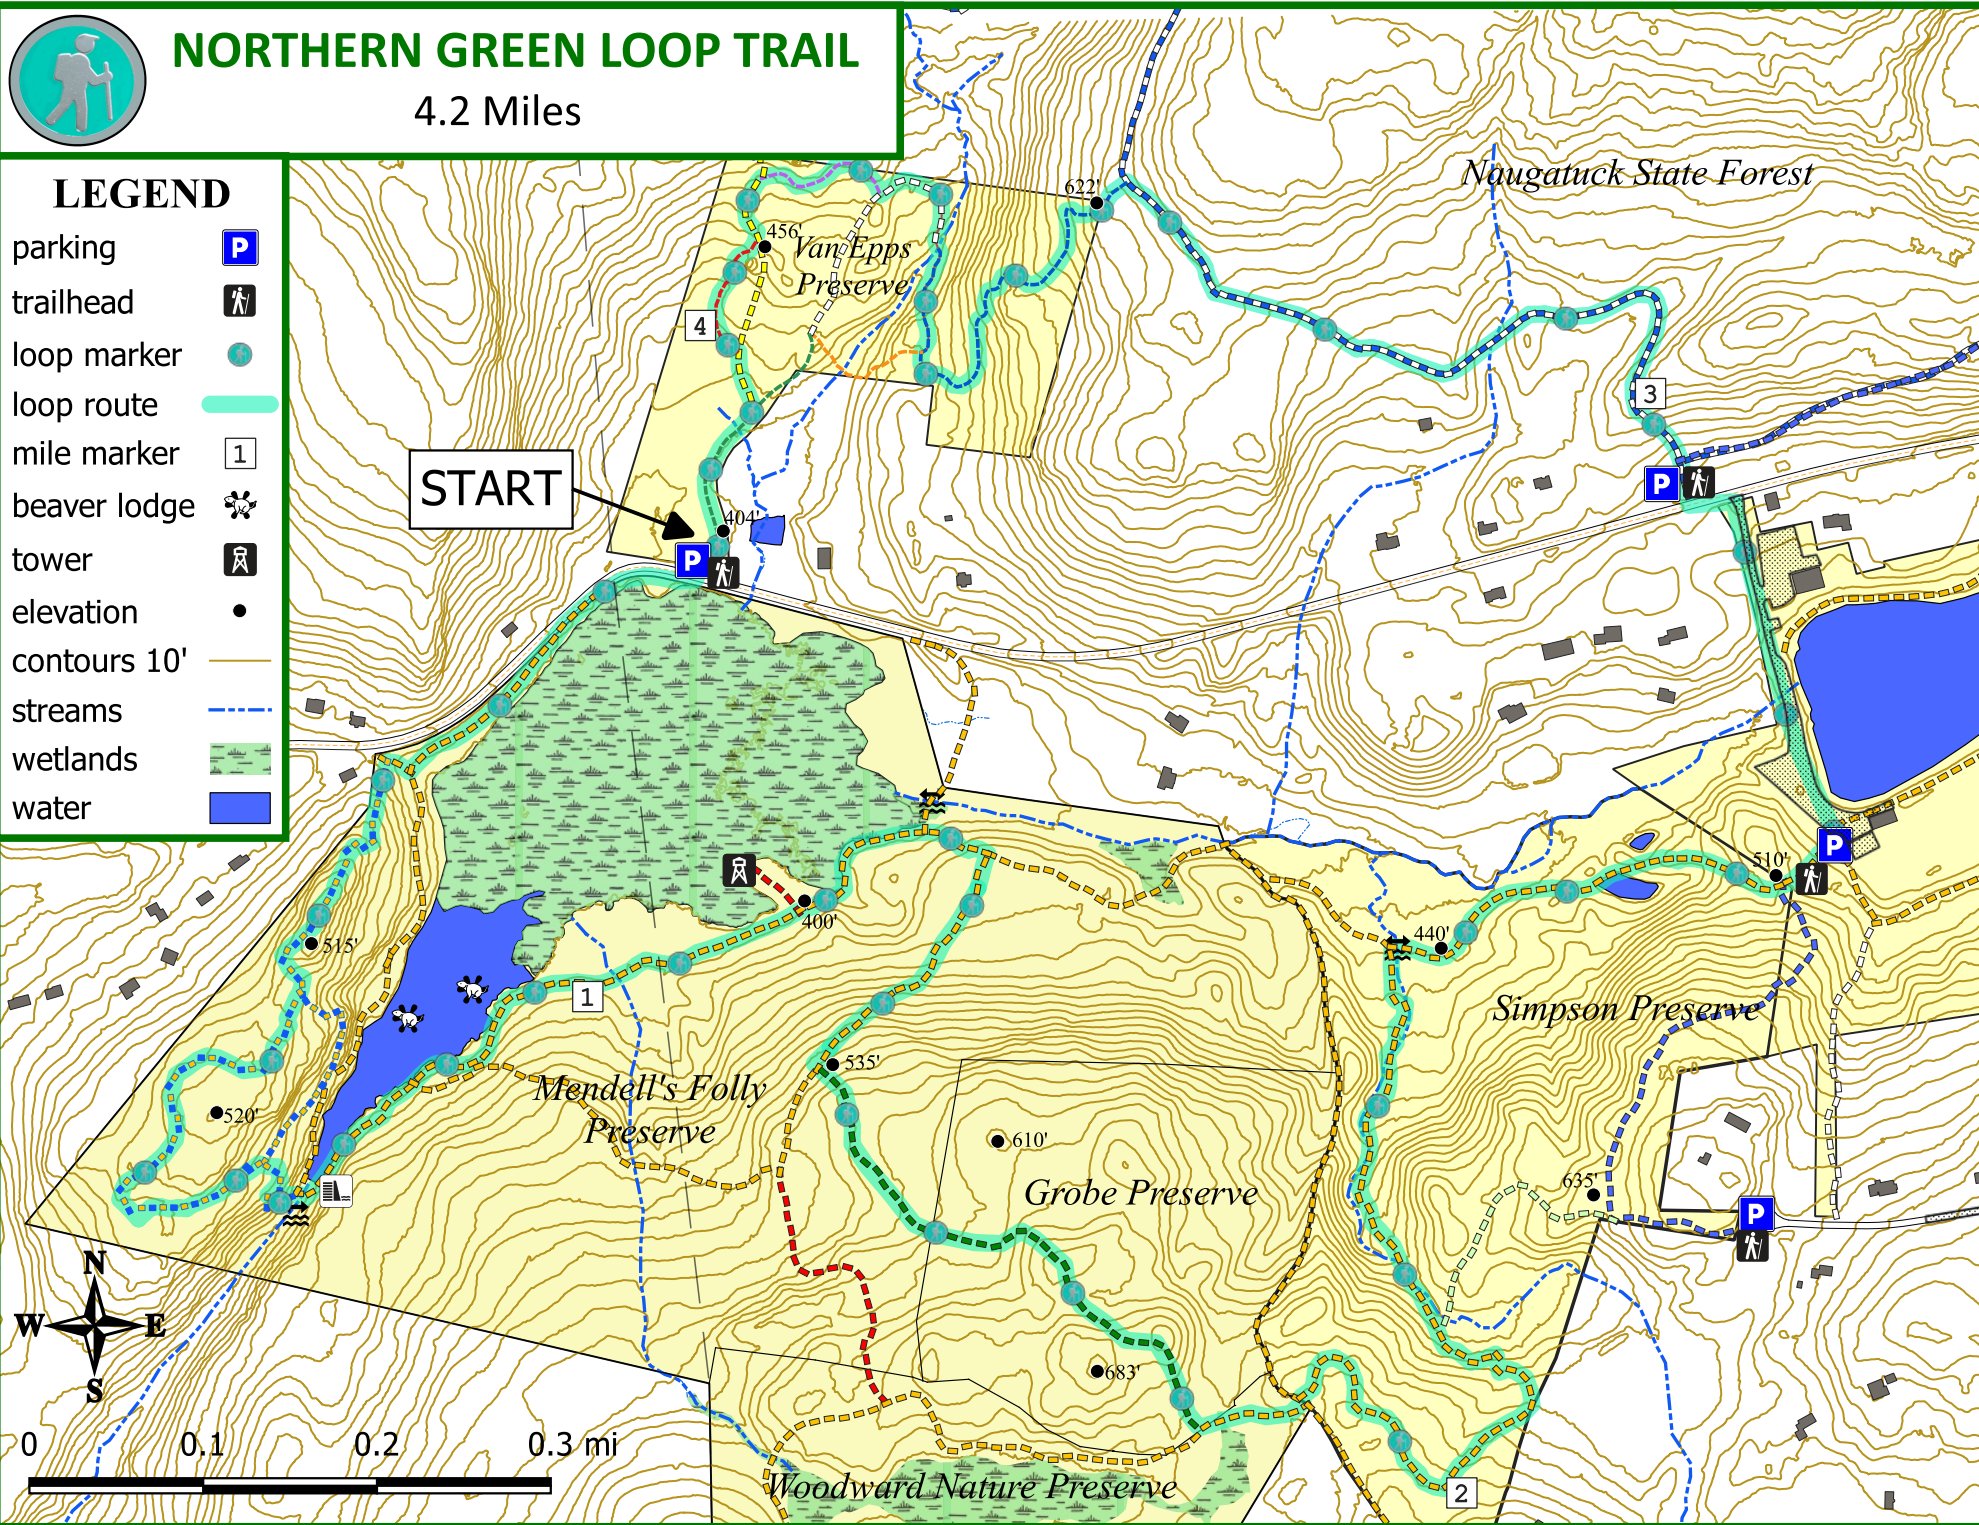 NORTHERN GREEN LOOP TRAIL
4.2 Miles
LEGEND
parking P
trailhead
loop marker
loop route
mile marker 1
beaver lodge
tower
elevation
contours 10'
streams
wetlands
water
Naugatuck State Forest
622'
456'
Van Epps
Preserve
4
3
START
404'
P
P
P
510'
400'
440'
515'
1
Simpson Preserve
535'
Mendell's Folly
Preserve
520'
610'
Grobe Preserve
635'
P
683'
N
W E
S
0 0.1 0.2 0.3 mi
Woodward Nature Preserve
2